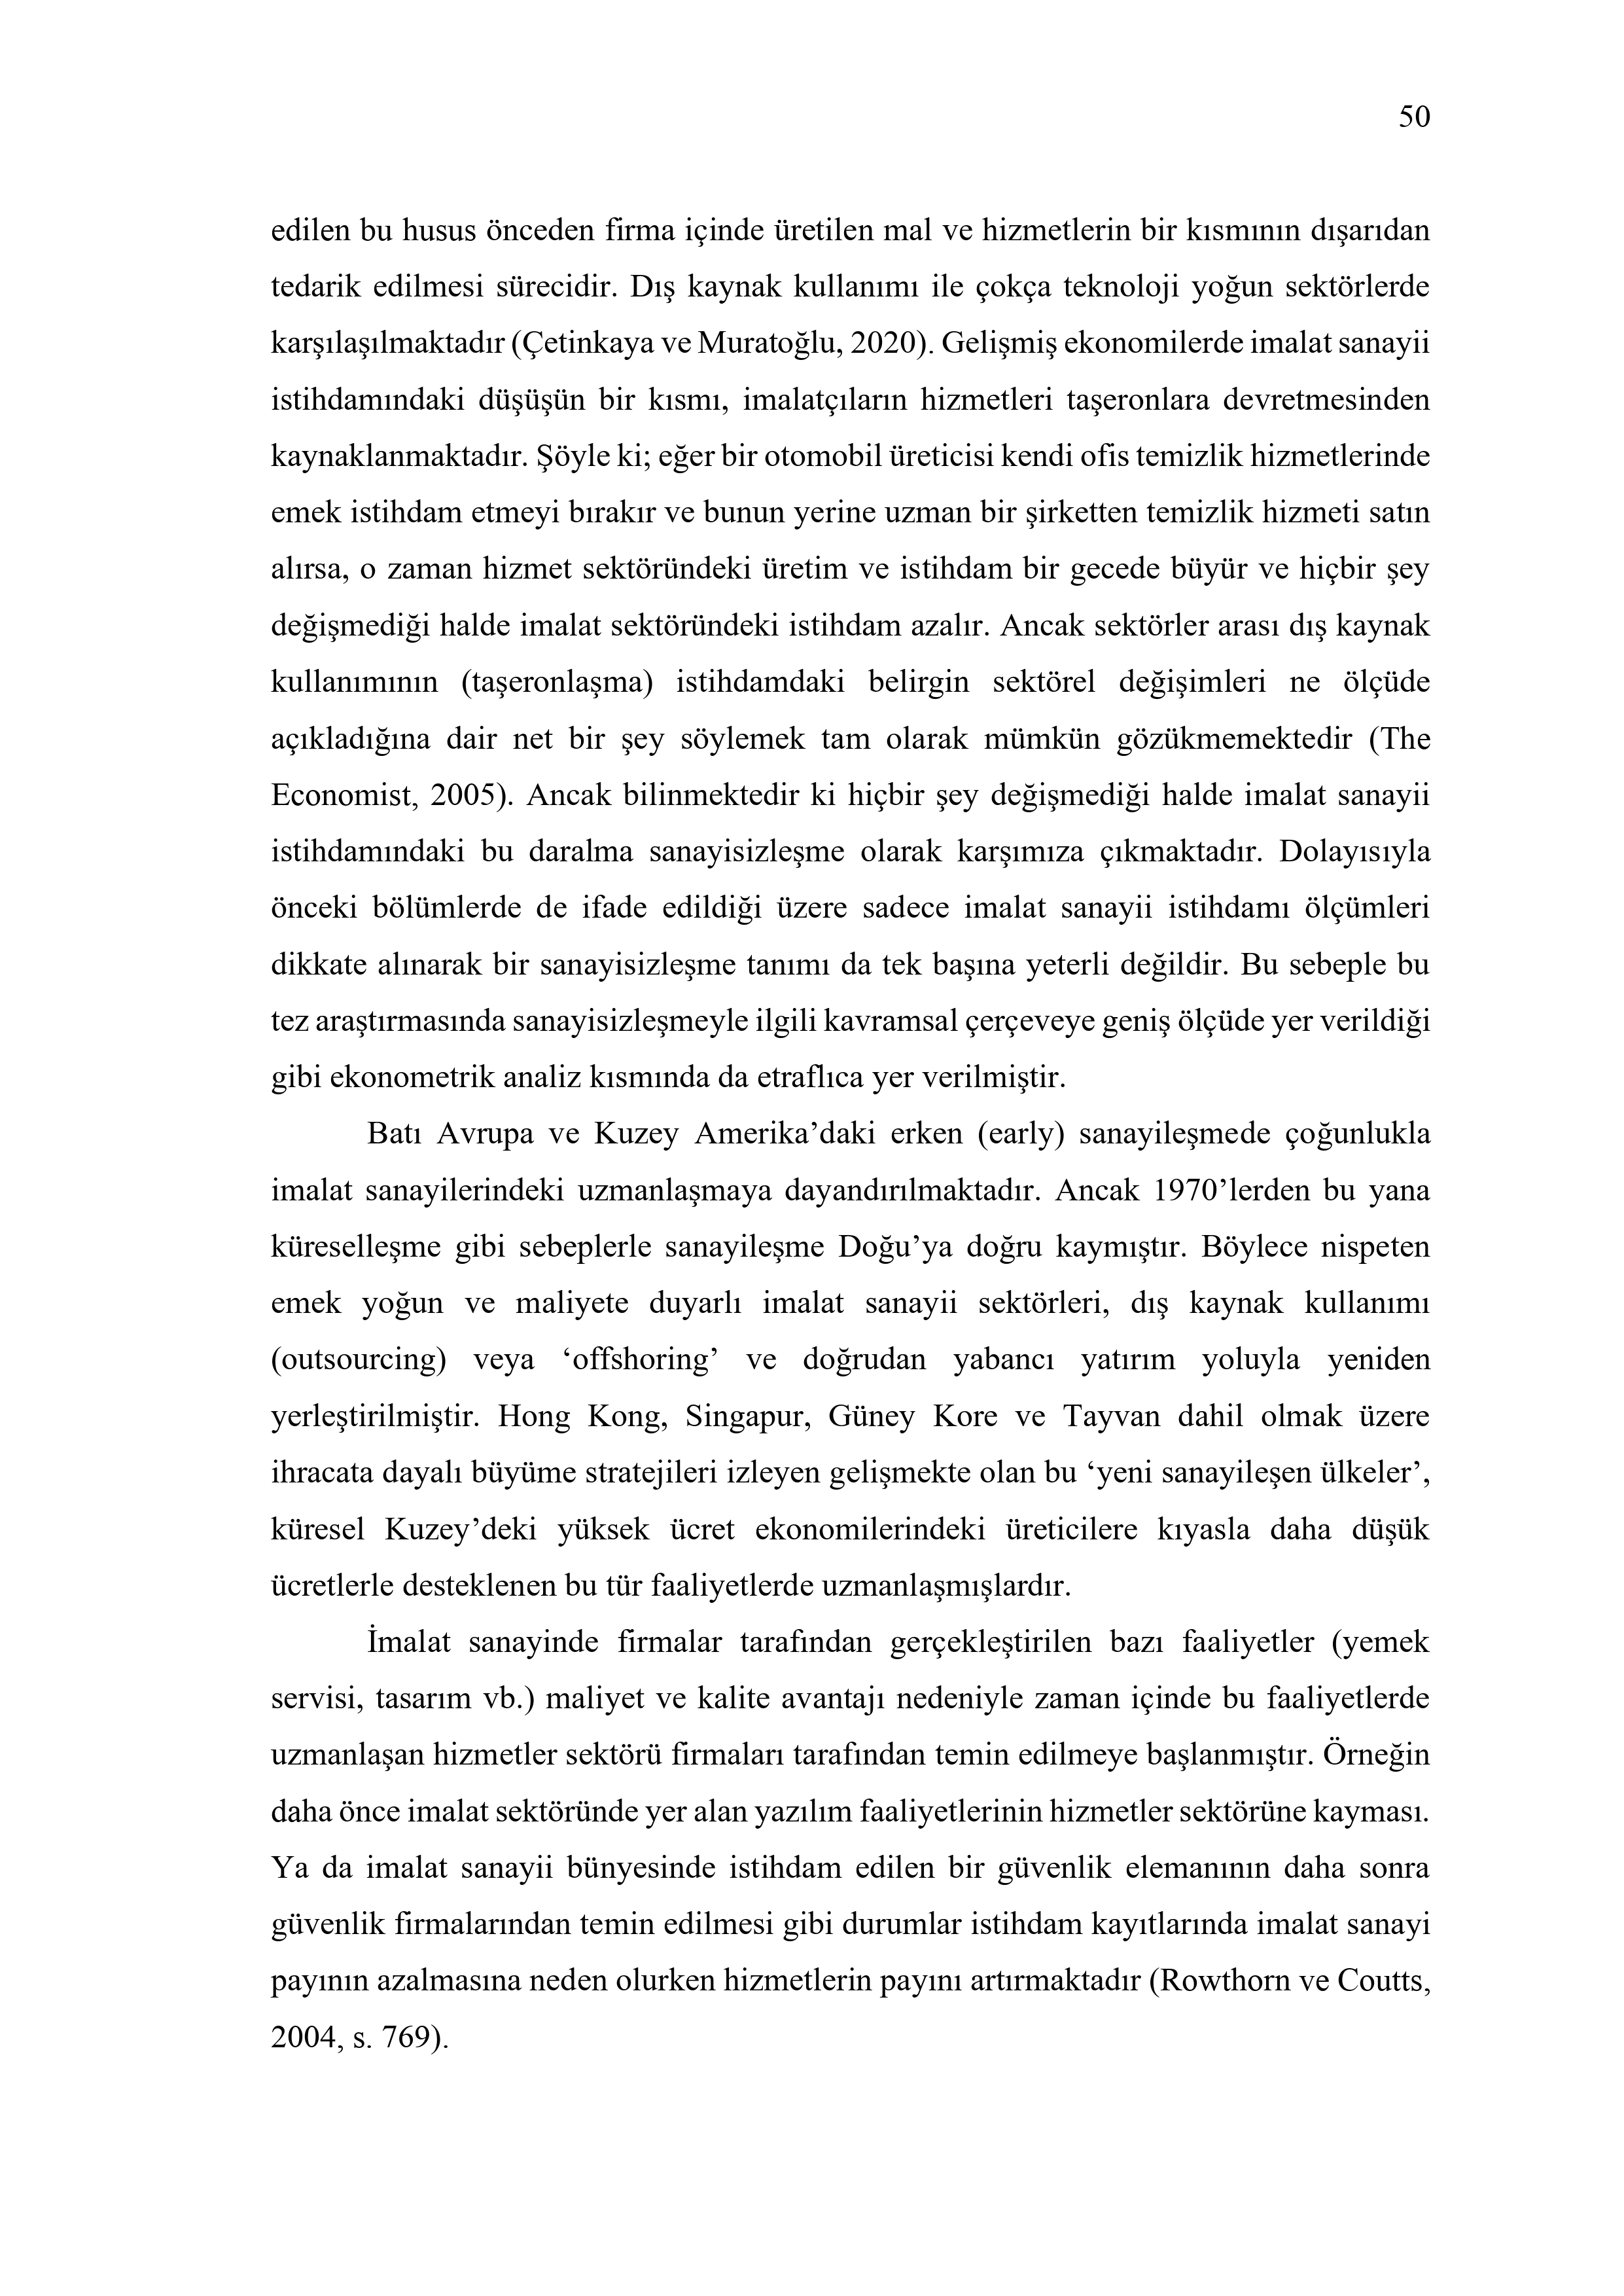 50
edilen bu husus önceden firma içinde üretilen mal ve hizmetlerin bir kısmının dışarıdan
tedarik edilmesi sürecidir. Dış kaynak kullanımı ile çokça teknoloji yoğun sektörlerde
karşılaşılmaktadır (Çetinkaya ve Muratoğlu, 2020). Gelişmiş ekonomilerde imalat sanayii
istihdamındaki düşüşün bir kısmı, imalatçıların hizmetleri taşeronlara devretmesinden
kaynaklanmaktadır. Şöyle ki; eğer bir otomobil üreticisi kendi ofis temizlik hizmetlerinde
emek istihdam etmeyi bırakır ve bunun yerine uzman bir şirketten temizlik hizmeti satın
alırsa, o zaman hizmet sektöründeki üretim ve istihdam bir gecede büyür ve hiçbir şey
değişmediği halde imalat sektöründeki istihdam azalır. Ancak sektörler arası dış kaynak
kullanımının (taşeronlaşma) istihdamdaki belirgin sektörel değişimleri ne ölçüde
açıkladığına dair net bir şey söylemek tam olarak mümkün gözükmemektedir (The
Economist, 2005). Ancak bilinmektedir ki hiçbir şey değişmediği halde imalat sanayii
istihdamındaki bu daralma sanayisizleşme olarak karşımıza çıkmaktadır. Dolayısıyla
önceki bölümlerde de ifade edildiği üzere sadece imalat sanayii istihdamı ölçümleri
dikkate alınarak bir sanayisizleşme tanımı da tek başına yeterli değildir. Bu sebeple bu
tez araştırmasında sanayisizleşmeyle ilgili kavramsal çerçeveye geniş ölçüde yer verildiği
gibi ekonometrik analiz kısmında da etraflıca yer verilmiştir.
Batı Avrupa ve Kuzey Amerika’daki erken (early) sanayileşmede çoğunlukla
imalat sanayilerindeki uzmanlaşmaya dayandırılmaktadır. Ancak 1970’lerden bu yana
küreselleşme gibi sebeplerle sanayileşme Doğu’ya doğru kaymıştır. Böylece nispeten
emek yoğun ve maliyete duyarlı imalat sanayii sektörleri, dış kaynak kullanımı
(outsourcing) veya ‘offshoring’ ve doğrudan yabancı yatırım yoluyla yeniden
yerleştirilmiştir. Hong Kong, Singapur, Güney Kore ve Tayvan dahil olmak üzere
ihracata dayalı büyüme stratejileri izleyen gelişmekte olan bu ‘yeni sanayileşen ülkeler’,
küresel Kuzey’deki yüksek ücret ekonomilerindeki üreticilere kıyasla daha düşük
ücretlerle desteklenen bu tür faaliyetlerde uzmanlaşmışlardır.
İmalat sanayinde firmalar tarafından gerçekleştirilen bazı faaliyetler (yemek
servisi, tasarım vb.) maliyet ve kalite avantajı nedeniyle zaman içinde bu faaliyetlerde
uzmanlaşan hizmetler sektörü firmaları tarafından temin edilmeye başlanmıştır. Örneğin
daha önce imalat sektöründe yer alan yazılım faaliyetlerinin hizmetler sektörüne kayması.
Ya da imalat sanayii bünyesinde istihdam edilen bir güvenlik elemanının daha sonra
güvenlik firmalarından temin edilmesi gibi durumlar istihdam kayıtlarında imalat sanayi
payının azalmasına neden olurken hizmetlerin payını artırmaktadır (Rowthorn ve Coutts,
2004, s. 769).